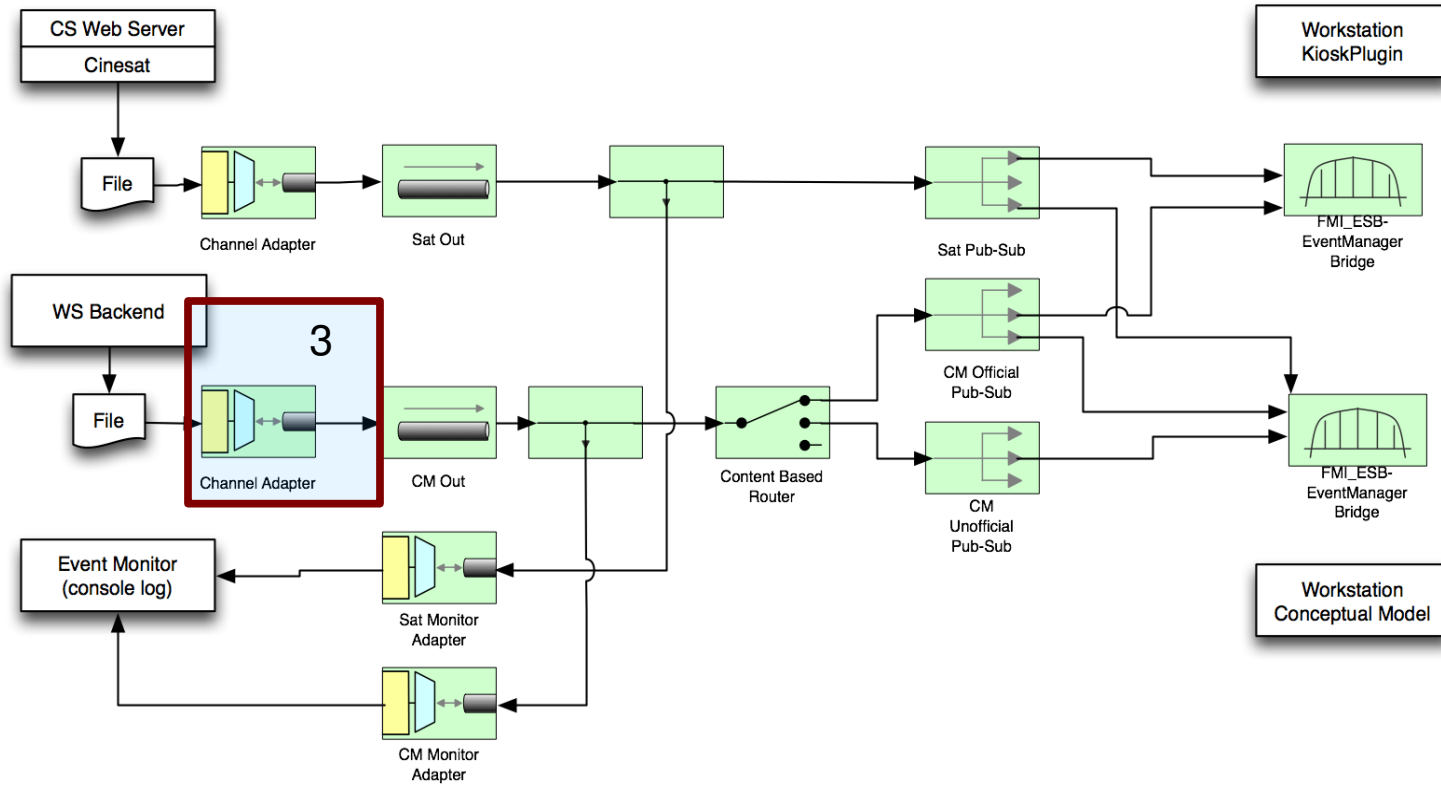 CS Web Server
Cinesat
Workstation
KioskPlugin
File
Channel Adapter
Sat Out
Sat Pub-Sub
FMI_ESB-
EventManager
Bridge
WS Backend
3
File
Channel Adapter
CM Out
Content Based
Router
CM Official
Pub-Sub
CM
Unofficial
Pub-Sub
FMI_ESB-
EventManager
Bridge
Event Monitor
(console log)
Sat Monitor
Adapter
CM Monitor
Adapter
Workstation
Conceptual Model